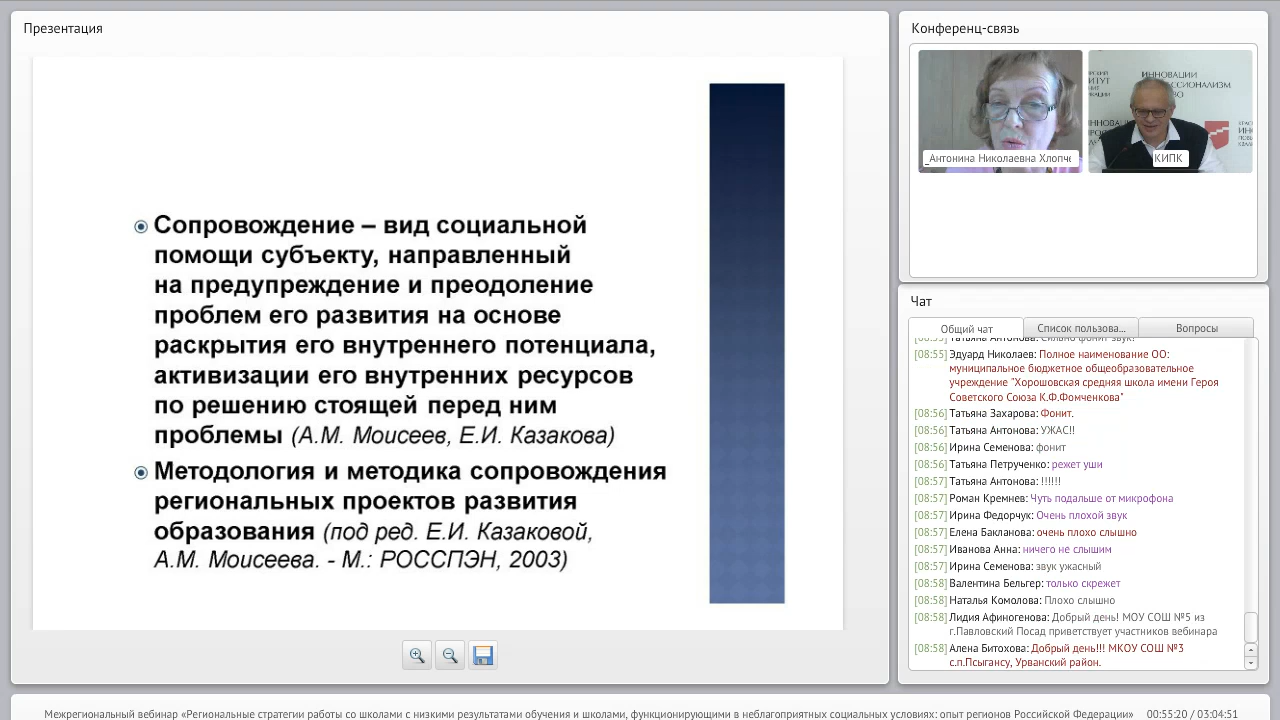 Презентация
Сопровождение – вид социальной
помощи субъекту, направленный
на предупреждение и преодоление
проблем его развития на основе
раскрытия его внутреннего потенциала,
активизации его внутренних ресурсов
по решению стоящей перед ним
проблемы (А.М. Моисеев, Е.И. Казакова)
Методология и методика сопровождения
региональных проектов развития
образования (под ред. Е.И. Казаковой,
А.М. Моисеева. - М.: РОССПЭН, 2003)
Конференц-связь
_Антонина Николаевна Хлопче
ИННОВАЦИИ
КИПК
Чат
Общий чат
Список пользова...
Вопросы
[08:55] Татьяна Антонова: Сильно фонит звук!
[08:55] Эдуард Николаев: Полное наименование ОО:
муниципальное бюджетное общеобразовательное
учреждение "Хорошовская средняя школа имени Героя
Советского Союза К.Ф.Фомченкова"
[08:56] Татьяна Захарова: Фонит.
[08:56] Татьяна Антонова: УЖАС!!
[08:56] Ирина Семенова: фонит
[08:56] Татьяна Петрученко: режет уши
[08:57] Татьяна Антонова: !!!!!!
[08:57] Роман Кремнев: Чуть подальше от микрофона
[08:57] Ирина Федорчук: Очень плохой звук
[08:57] Елена Бакланова: очень плохо слышно
[08:57] Иванова Анна: ничего не слышим
[08:57] Ирина Семенова: звук ужасный
[08:58] Валентина Бельгер: только скрежет
[08:58] Наталья Комолова: Плохо слышно
[08:58] Лидия Афиногенова: Добрый день! МОУ СОШ №5 из
г.Павловский Посад приветствует участников вебинара
[08:58] Алена Битохова: Добрый день!!! МКОУ СОШ №3
с.п.Псыгансу, Урванский район.
Межрегиональный вебинар «Региональные стратегии работы со школами с низкими результатами обучения и школами, функционирующими в неблагоприятных социальных условиях: опыт регионов Российской Федерации» 00:55:20 / 03:04:51